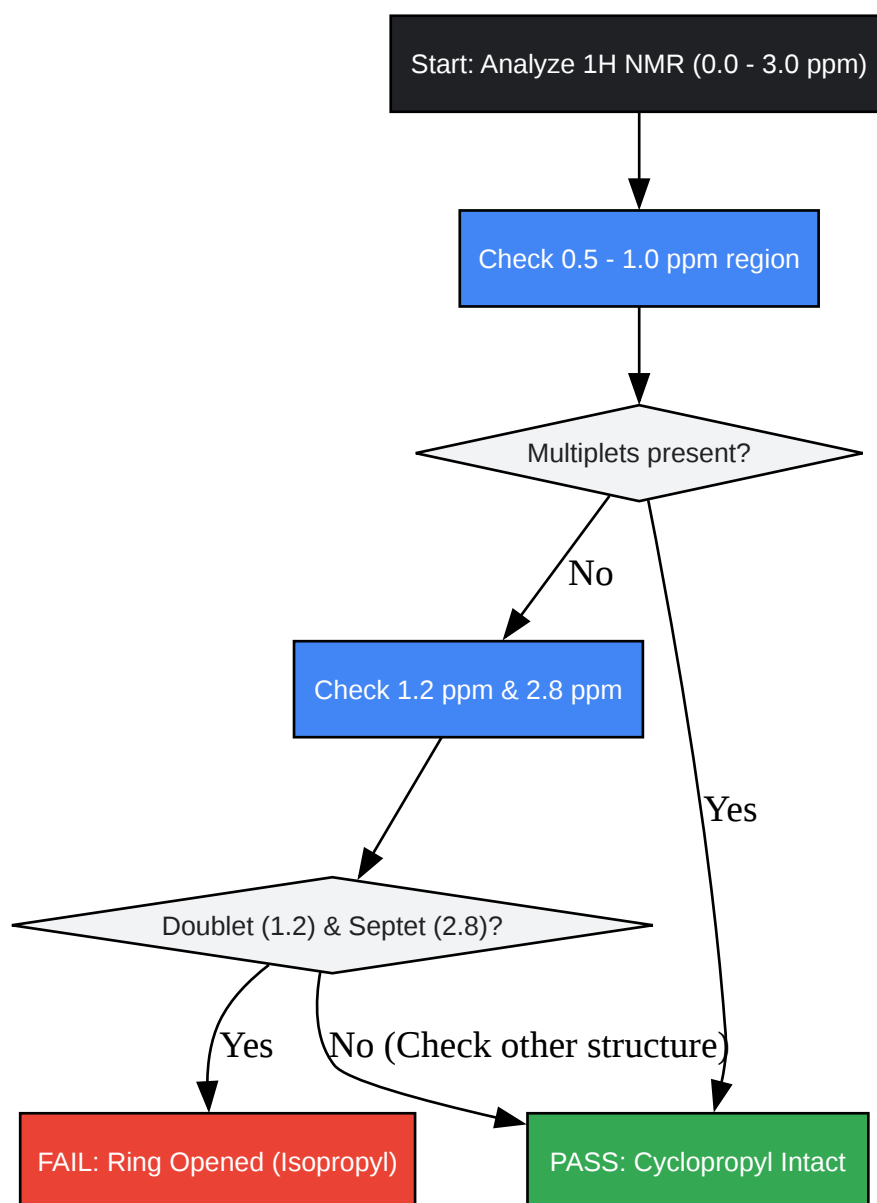 Start: Analyze 1H NMR (0.0 - 3.0 ppm)
Check 0.5 - 1.0 ppm region
Multiplets present?
No
Check 1.2 ppm & 2.8 ppm
Yes
Doublet (1.2) & Septet (2.8)?
Yes
No (Check other structure)
FAIL: Ring Opened (Isopropyl)
PASS: Cyclopropyl Intact